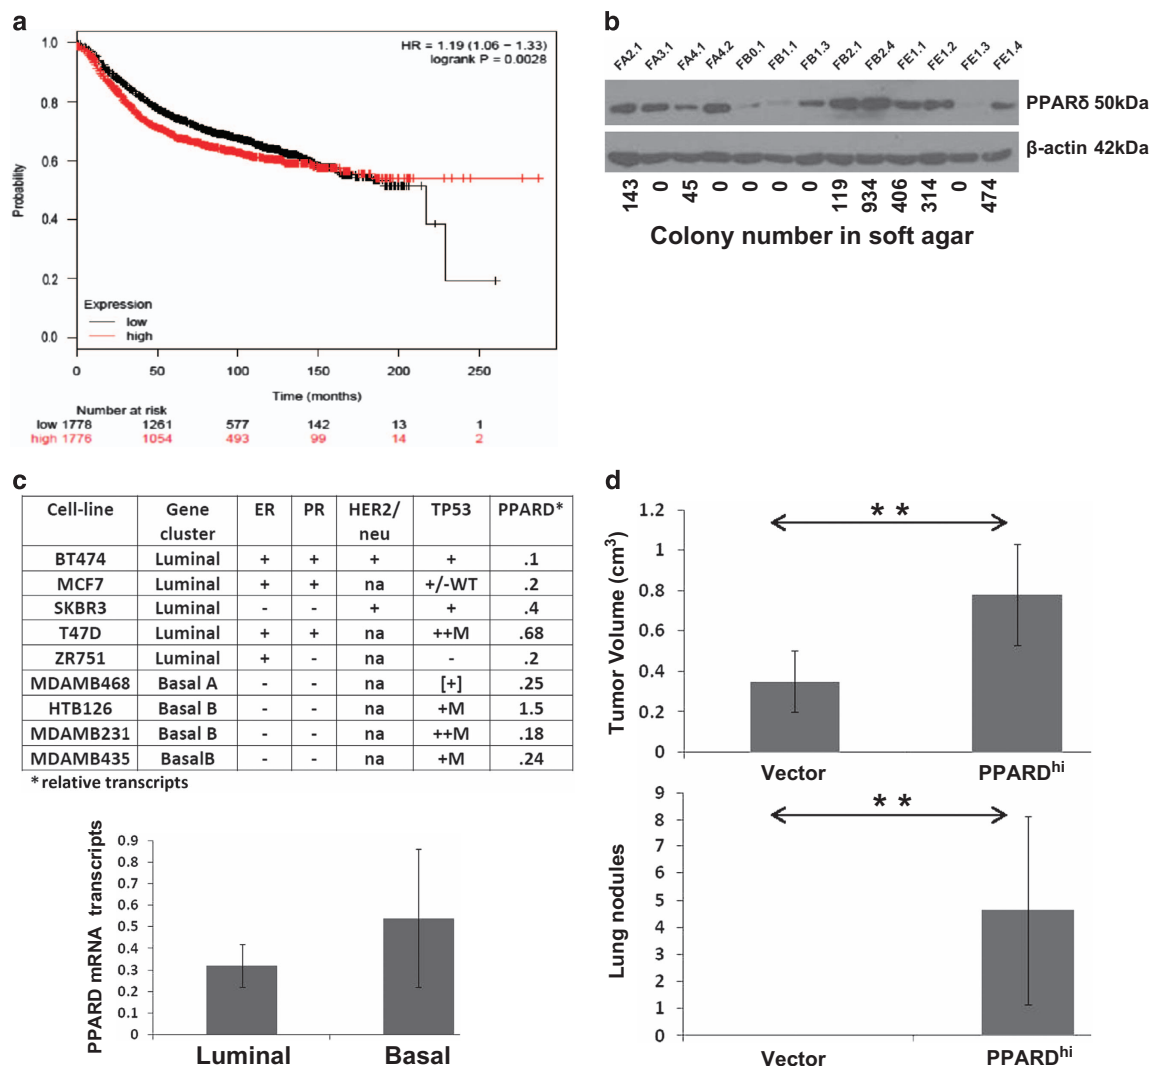 a
HR = 1.19 (1.06 − 1.33)
logrank P = 0.0028
1.0
0.8
0.6
0.4
0.2
0.0
Probability
Expression
low
high
0 50 100 150 200 250
Time (months)
Number at risk
low 1778 1261 577 142 13 1
high 1776 1054 493 99 14 2
b
FA2.1 FA3.1 FA4.1 FA4.2 FB0.1 FB1.1 FB1.3 FB2.1 FB2.4 FE1.1 FE1.2 FE1.3 FE1.4
PPARδ 50kDa
β-actin 42kDa
143 0 45 0 0 0 0 119 934 406 314 0 474
Colony number in soft agar
c
Cell-line Gene cluster ER PR HER2/neu TP53 PPARD*
BT474 Luminal + + + + .1
MCF7 Luminal + + na +/-WT .2
SKBR3 Luminal - - + + .4
T47D Luminal + + na ++M .68
ZR751 Luminal + - na - .2
MDAMB468 Basal A - - na [+] .25
HTB126 Basal B - - na +M 1.5
MDAMB231 Basal B - - na ++M .18
MDAMB435 BasalB - - na +M .24
*relative transcripts
PPARD mRNA transcripts
0.9
0.8
0.7
0.6
0.5
0.4
0.3
0.2
0.1
0
Luminal Basal
d
Tumor Volume (cm³)
1.2
1
0.8
0.6
0.4
0.2
0
* *
Vector PPARDʰⁱ
Lung nodules
9
8
7
6
5
4
3
2
1
0
* *
Vector PPARDʰⁱ